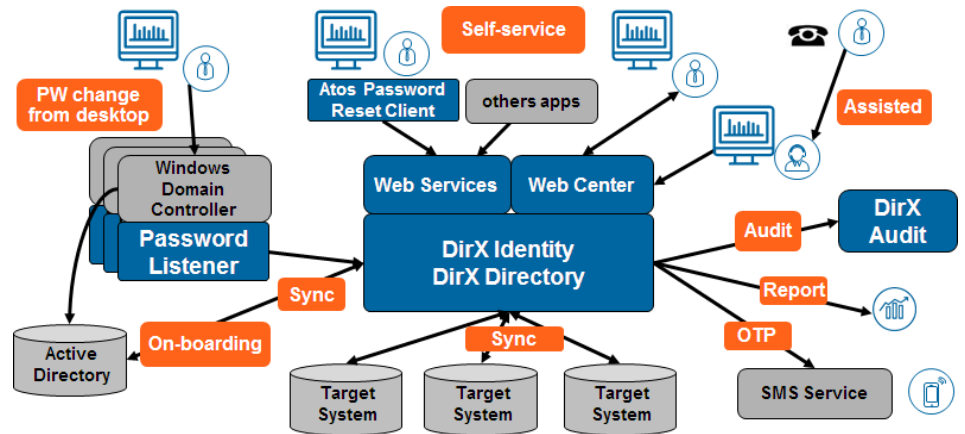 Self-service
PW change
from desktop
Atos Password
Reset Client
others apps
Assisted
Windows
Domain
Controller
Web Services
Web Center
Password
Listener
DirX Identity
DirX Directory
Audit
DirX
Audit
Sync
Report
On-boarding
Sync
OTP
Active
Directory
Target
System
Target
System
Target
System
SMS Service